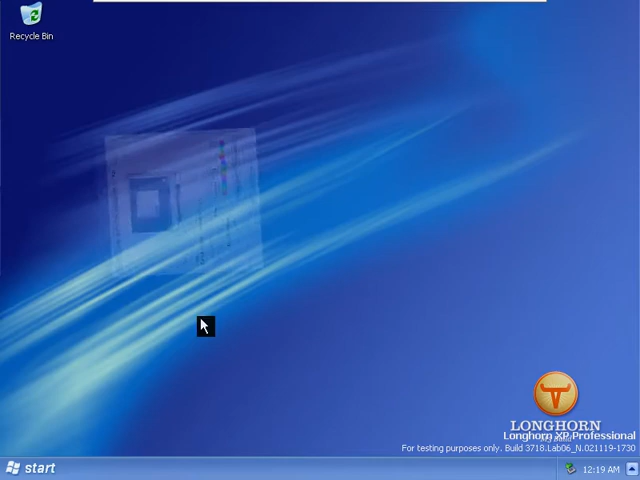 Recycle Bin
LONGHORN
Longhorn XP Professional
For testing purposes only. Build 3718.Lab06_N.021119-1730
start
12:19 AM